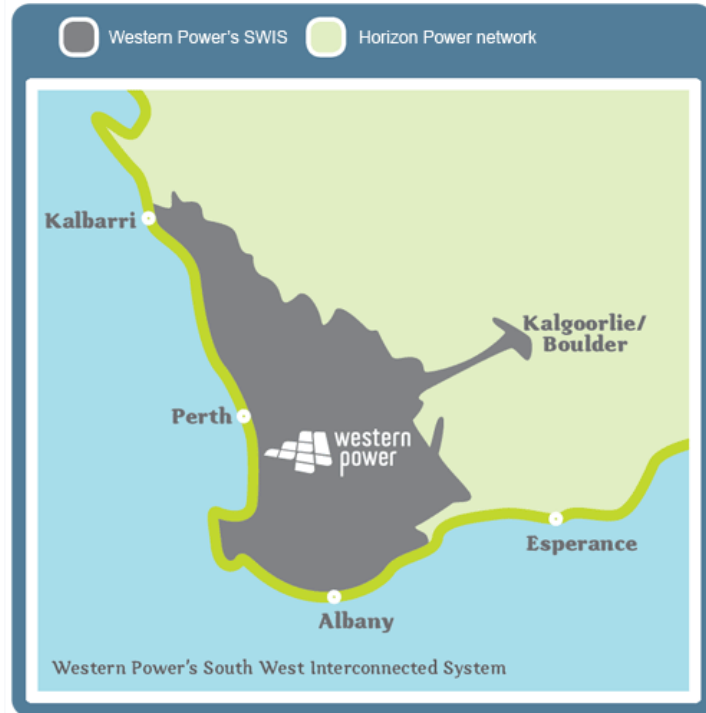 Western Power's SWIS
Horizon Power network
Kalbarri
Kalgoorlie/
Boulder
Perth
western
power
Esperance
Albany
Western Power's South West Interconnected System